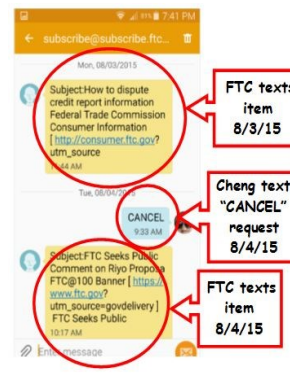 31% 7:41 PM
subscribe@subscribe.ftc...
Mon, 08/03/2015
Subject:How to dispute
credit report information
Federal Trade Commission
Consumer Information
[ http://consumer.ftc.gov?
utm_source
:44 AM
FTC texts
item
8/3/15
Tue, 08/04/2015
CANCEL
9:33 AM
Cheng text
"CANCEL"
request
8/4/15
Subject:FTC Seeks Public
Comment on Riyo Proposa
FTC@100 Banner [ https://
www.ftc.gov?
utm_source=govdelivery ]
FTC Seeks Public
10:17 AM
FTC texts
item
8/4/15
Enter message